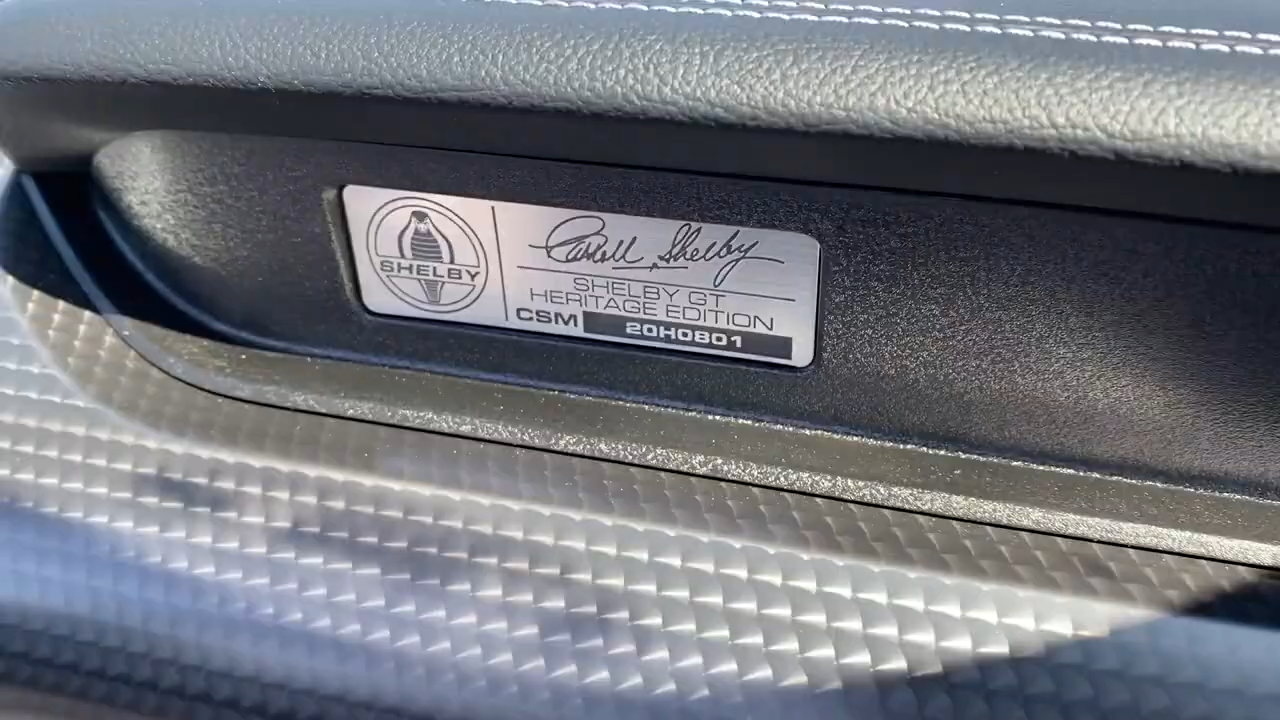 SHELBY
Carroll Shelby
SHELBY GT
HERITAGE EDITION
CSM 20H0801